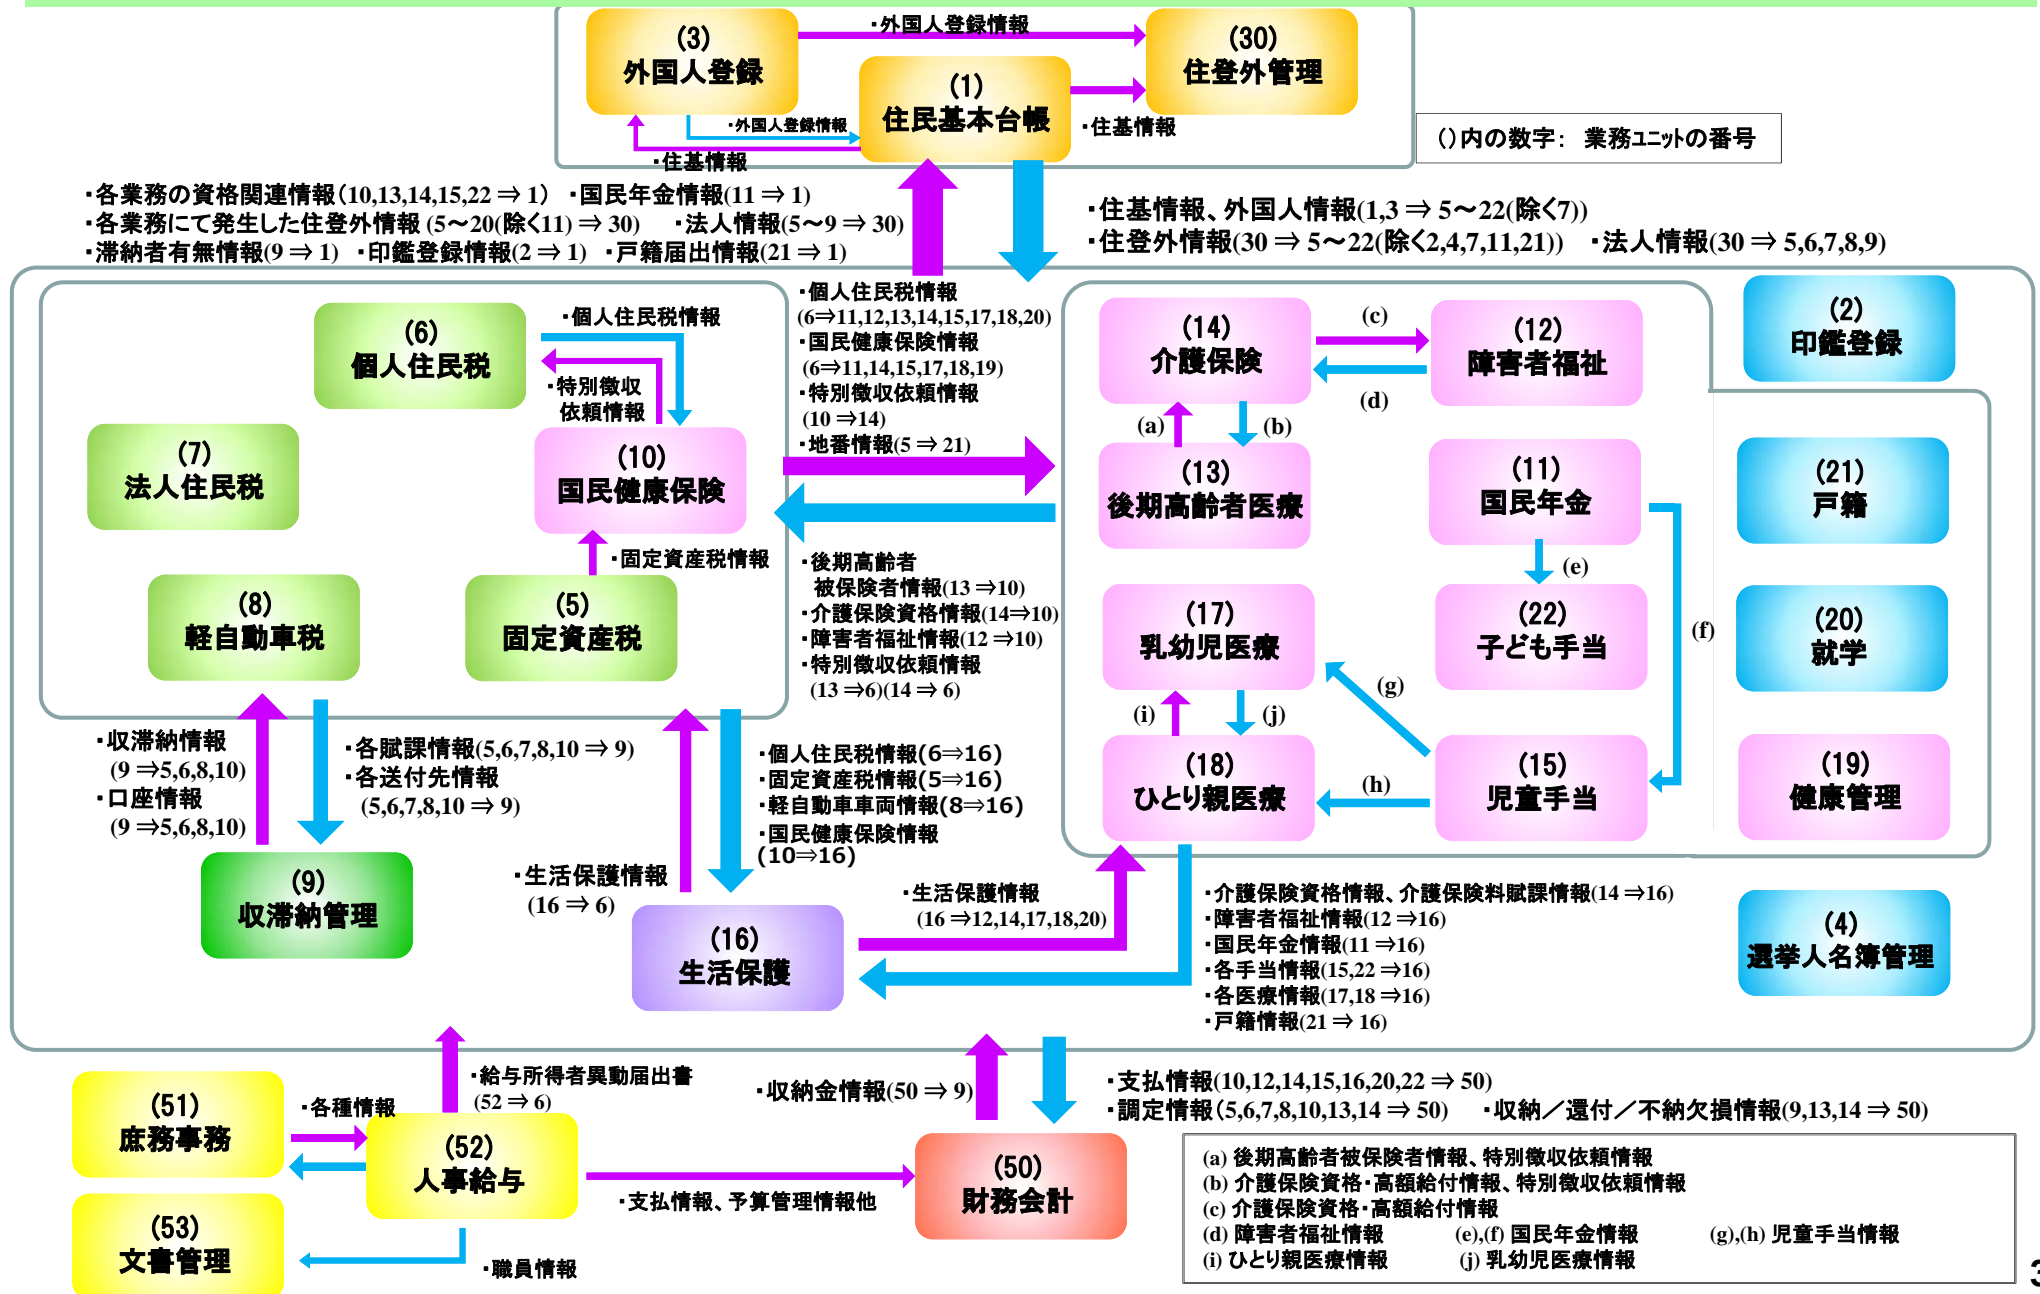 (3)
外国人登録
・外国人登録情報
(30)
住登外管理
(1)
住民基本台帳
・外国人登録情報
・住基情報
・住基情報
()内の数字： 業務ユニットの番号
・各業務の資格関連情報(10,13,14,15,22 ⇒ 1)　・国民年金情報(11 ⇒ 1)
・各業務にて発生した住登外情報 (5～20(除く11) ⇒ 30)　・法人情報(5～9 ⇒ 30)
・滞納者有無情報(9 ⇒ 1)　・印鑑登録情報(2 ⇒ 1)　・戸籍届出情報(21 ⇒ 1)
・住基情報、外国人情報(1,3 ⇒ 5～22(除く7))
・住登外情報(30 ⇒ 5～22(除く2,4,7,11,21))　・法人情報(30 ⇒ 5,6,7,8,9)
(6)
個人住民税
・個人住民税情報
・特別徴収
依頼情報
(7)
法人住民税
(10)
国民健康保険
・固定資産税情報
(8)
軽自動車税
(5)
固定資産税
・個人住民税情報
(6⇒11,12,13,14,15,17,18,20)
・国民健康保険情報
(6⇒11,14,15,17,18,19)
・特別徴収依頼情報
(10 ⇒14)
・地番情報(5 ⇒ 21)
・後期高齢者
被保険者情報(13 ⇒10)
・介護保険資格情報(14⇒10)
・障害者福祉情報(12 ⇒10)
・特別徴収依頼情報
(13 ⇒6)(14 ⇒ 6)
(14)
介護保険
(c)
(d)
(12)
障害者福祉
(a)
(b)
(13)
後期高齢者医療
(11)
国民年金
(e)
(f)
(17)
乳幼児医療
(22)
子ども手当
(g)
(i)
(j)
(18)
ひとり親医療
(h)
(15)
児童手当
(2)
印鑑登録
(21)
戸籍
(20)
就学
(19)
健康管理
(4)
選挙人名簿管理
・収滞納情報
(9 ⇒5,6,8,10)
・口座情報
(9 ⇒5,6,8,10)
・各賦課情報(5,6,7,8,10 ⇒ 9)
・各送付先情報
(5,6,7,8,10 ⇒ 9)
(9)
収滞納管理
・生活保護情報
(16 ⇒ 6)
・個人住民税情報(6⇒16)
・固定資産税情報(5⇒16)
・軽自動車車両情報(8⇒16)
・国民健康保険情報
(10⇒16)
(16)
生活保護
・生活保護情報
(16 ⇒12,14,17,18,20)
・介護保険資格情報、介護保険料賦課情報(14 ⇒16)
・障害者福祉情報(12 ⇒16)
・国民年金情報(11 ⇒16)
・各手当情報(15,22 ⇒16)
・各医療情報(17,18 ⇒16)
・戸籍情報(21 ⇒ 16)
(51)
庶務事務
・各種情報
・給与所得者異動届出書
(52 ⇒ 6)
(52)
人事給与
(53)
文書管理
・職員情報
・支払情報、予算管理情報他
・収納金情報(50 ⇒ 9)
(50)
財務会計
・支払情報(10,12,14,15,16,20,22 ⇒ 50)
・調定情報(5,6,7,8,10,13,14 ⇒ 50)　・収納／還付／不納欠損情報(9,13,14 ⇒ 50)
(a) 後期高齢者被保険者情報、特別徴収依頼情報
(b) 介護保険資格・高額給付情報、特別徴収依頼情報
(c) 介護保険資格・高額給付情報
(d) 障害者福祉情報　(e),(f) 国民年金情報　(g),(h) 児童手当情報
(i) ひとり親医療情報　(j) 乳幼児医療情報